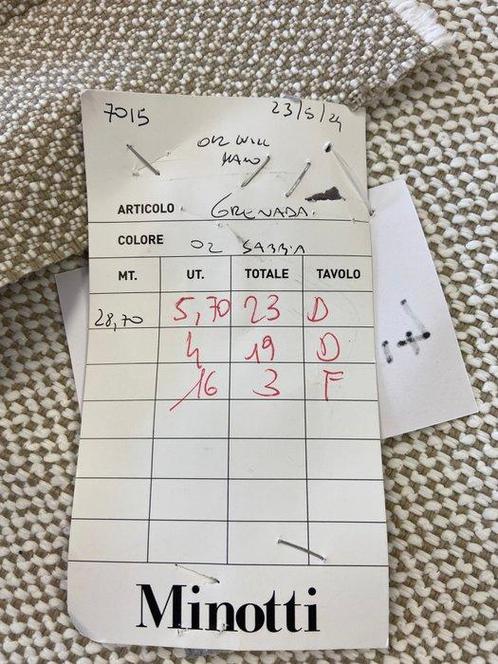 7015 23/5/24
ARTICOLO GRENADA.
COLORE 02 SABBIA
MT. UT. TOTALE TAVOLO
28,70 5,70 23 D
4 19 D
16 3 F
Minotti